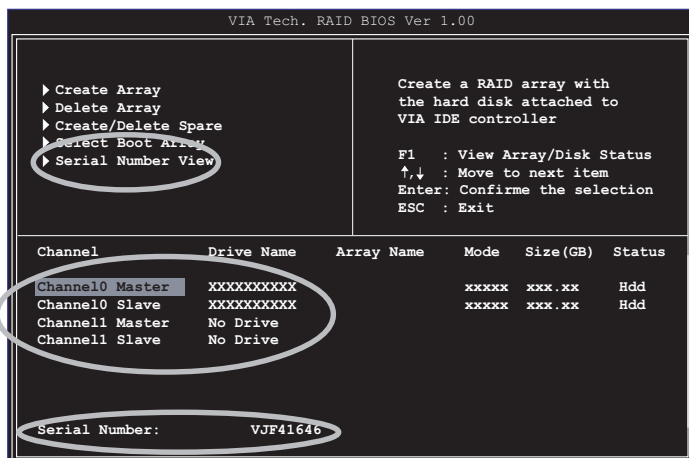 VIA Tech. RAID BIOS Ver 1.00
Create Array
Delete Array
Create/Delete Spare
Select Boot Array
Serial Number View
Create a RAID array with
the hard disk attached to
VIA IDE controller
F1 : View Array/Disk Status
↑,↓ : Move to next item
Enter: Confirme the selection
ESC : Exit
Channel Drive Name Array Name Mode Size(GB) Status
Channel0 Master XXXXXXXXXX xxxxx xxx.xx Hdd
Channel0 Slave XXXXXXXXXX xxxxx xxx.xx Hdd
Channel1 Master No Drive
Channel1 Slave No Drive
Serial Number: VJF41646